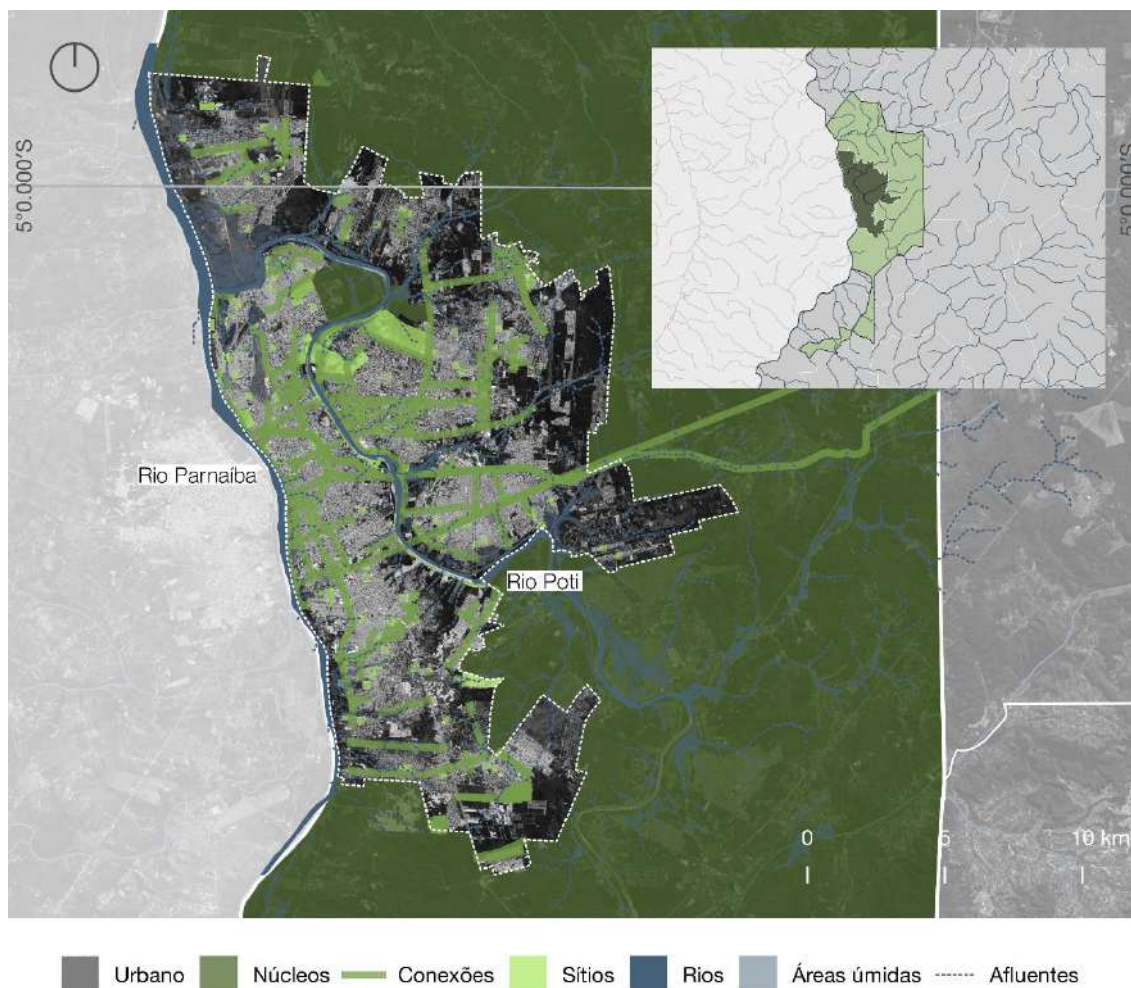 5°0.000'S
5°0.000'S
Rio Parnaíba
Rio Poti
0 5 10 km
Urbano Núcleos Conexões Sítios Rios Áreas úmidas Afluentes